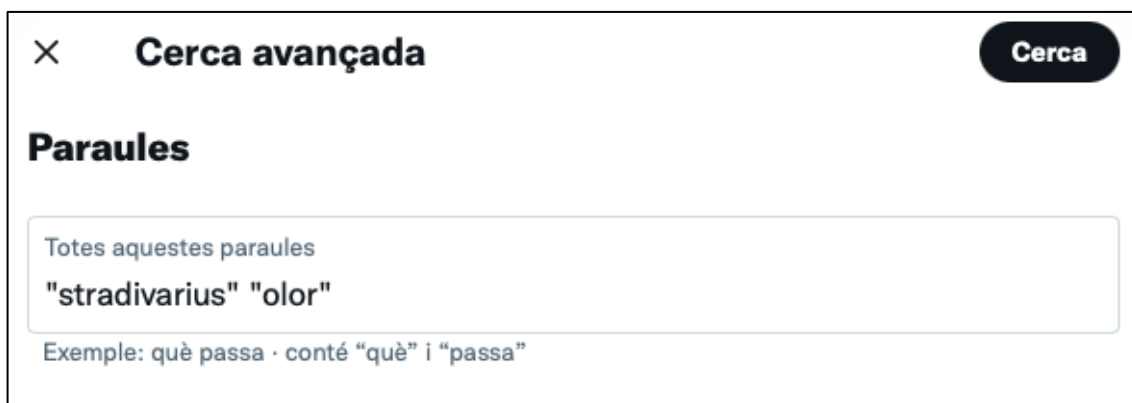 Cerca avançada
Cerca
Paraules
Totes aquestes paraules
"stradivarius" "olor"
Exemple: què passa · conté “què” i “passa”